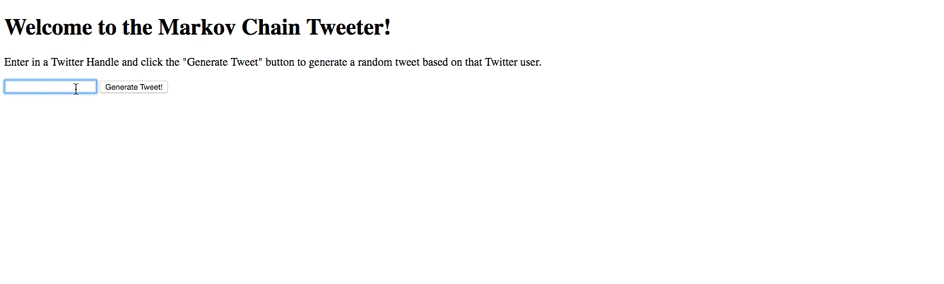 Welcome to the Markov Chain Tweeter!
Enter in a Twitter Handle and click the "Generate Tweet" button to generate a random tweet based on that Twitter user.
Generate Tweet!